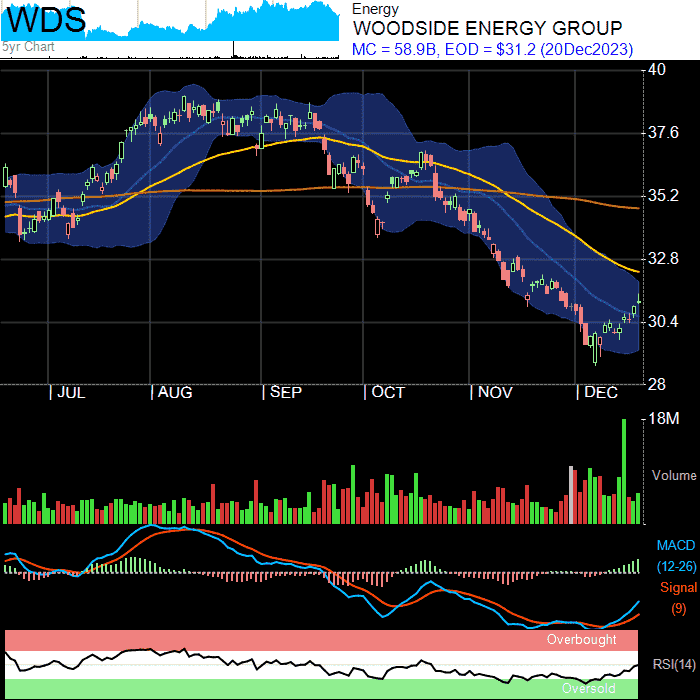 WDS
5yr Chart
Energy
WOODSIDE ENERGY GROUP
MC = 58.9B, EOD = $31.2 (20Dec2023)
40
37.6
35.2
32.8
30.4
28
| JUL | AUG | SEP | OCT | NOV | DEC
18M
Volume
MACD
(12-26)
Signal
(9)
Overbought
RSI(14)
Oversold